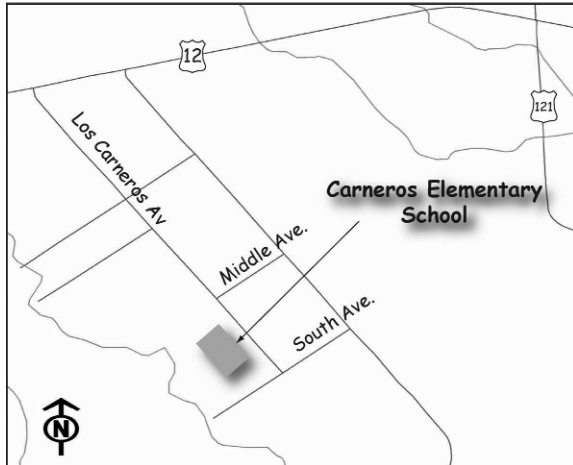 12
121
Los Carneros Av
Carneros Elementary
School
Middle Ave.
South Ave.
N